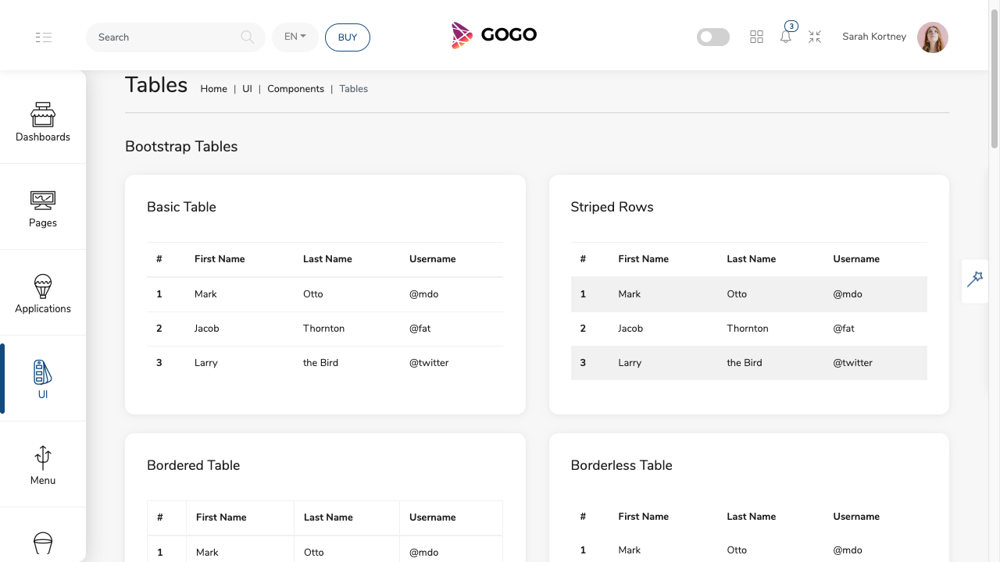 Search
EN
BUY
GOGO
3
Sarah Kortney
Dashboards
Pages
Applications
UI
Menu
Tables
Home | UI | Components | Tables
Bootstrap Tables
Basic Table
# First Name Last Name Username
1 Mark Otto @mdo
2 Jacob Thornton @fat
3 Larry the Bird @twitter
Striped Rows
# First Name Last Name Username
1 Mark Otto @mdo
2 Jacob Thornton @fat
3 Larry the Bird @twitter
Bordered Table
# First Name Last Name Username
1 Mark Otto @mdo
Borderless Table
# First Name Last Name Username
1 Mark Otto @mdo